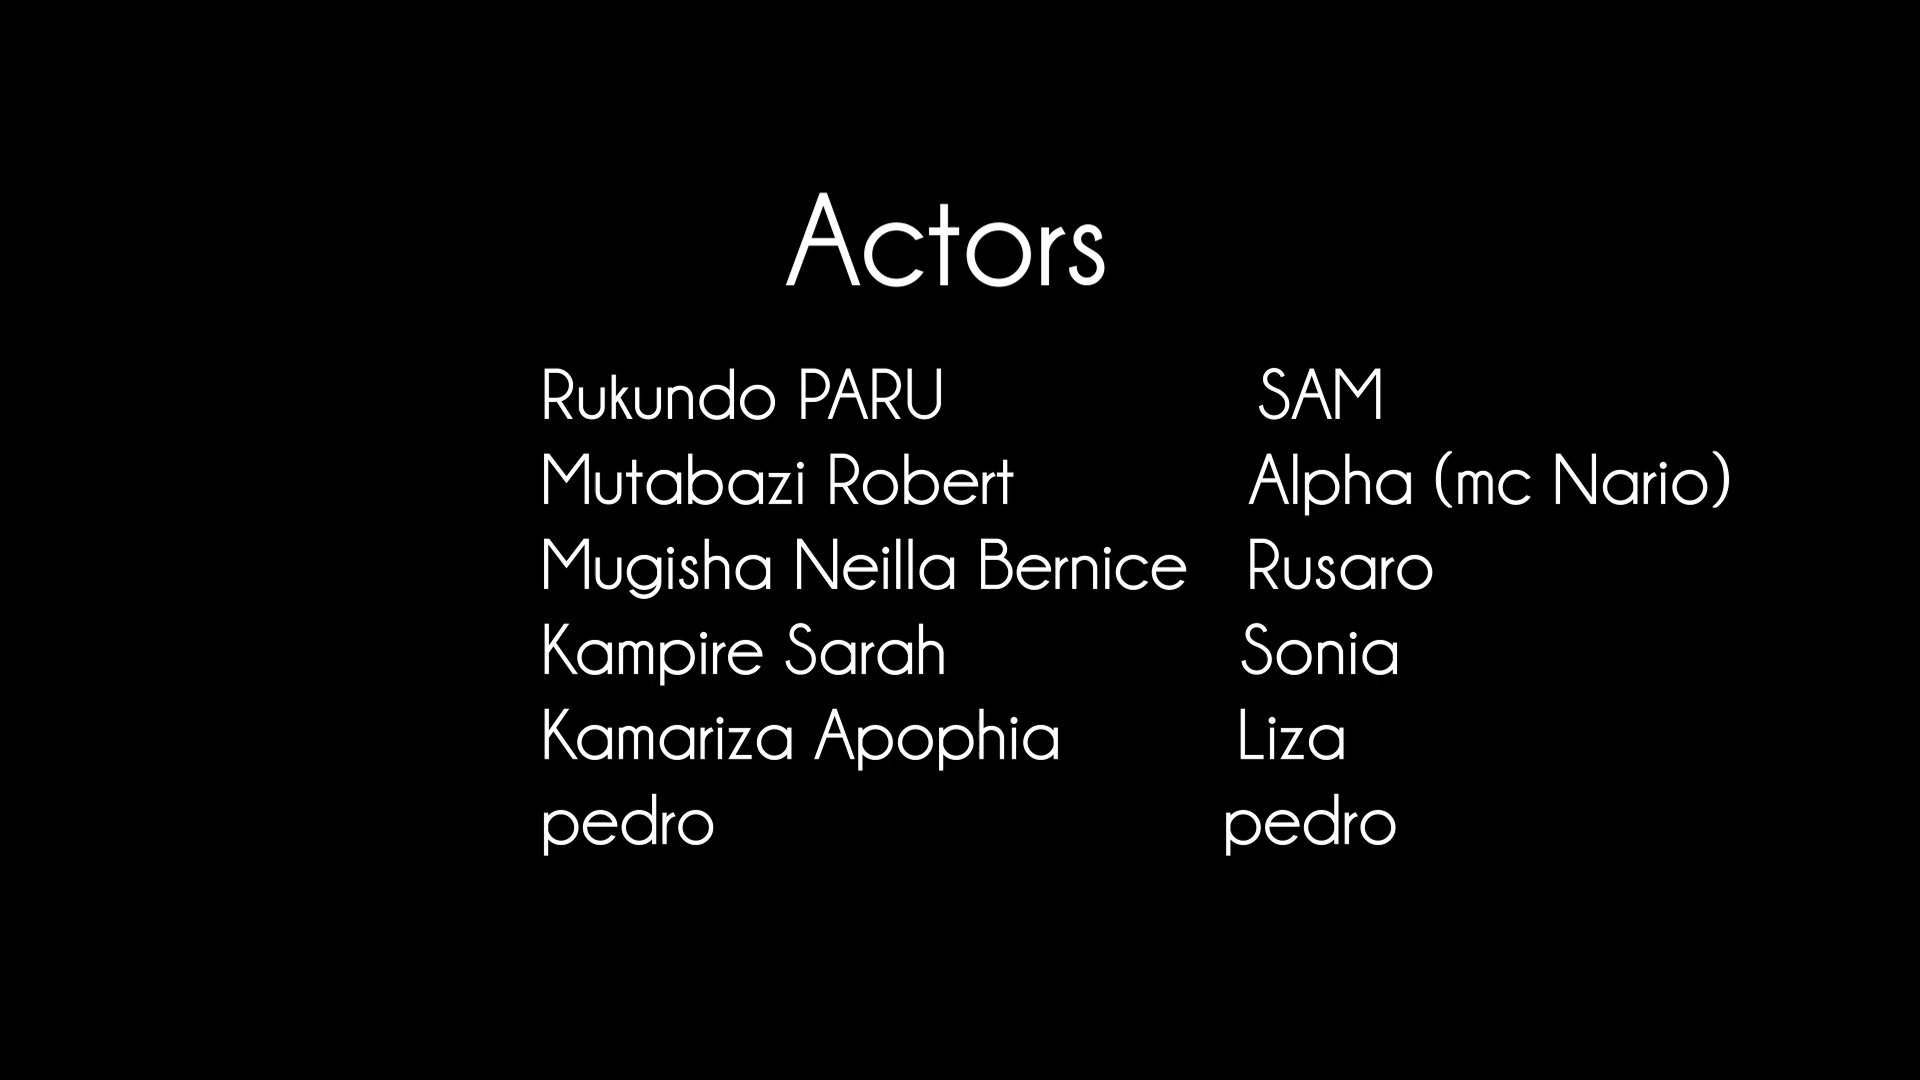 Actors
Rukundo PARU SAM
Mutabazi Robert Alpha (mc Nario)
Mugisha Neilla Bernice Rusaro
Kampire Sarah Sonia
Kamariza Apophia Liza
pedro pedro